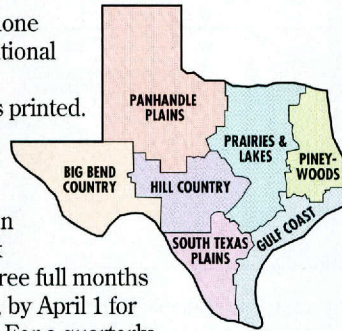 one
tional
s printed.
n
ree full months
, by April 1 for
PANHANDLE
PLAINS
PRAIRIES &
LAKES
PINEY-
WOODS
BIG BEND
COUNTRY
HILL COUNTRY
GULF COAST
SOUTH TEXAS
PLAINS